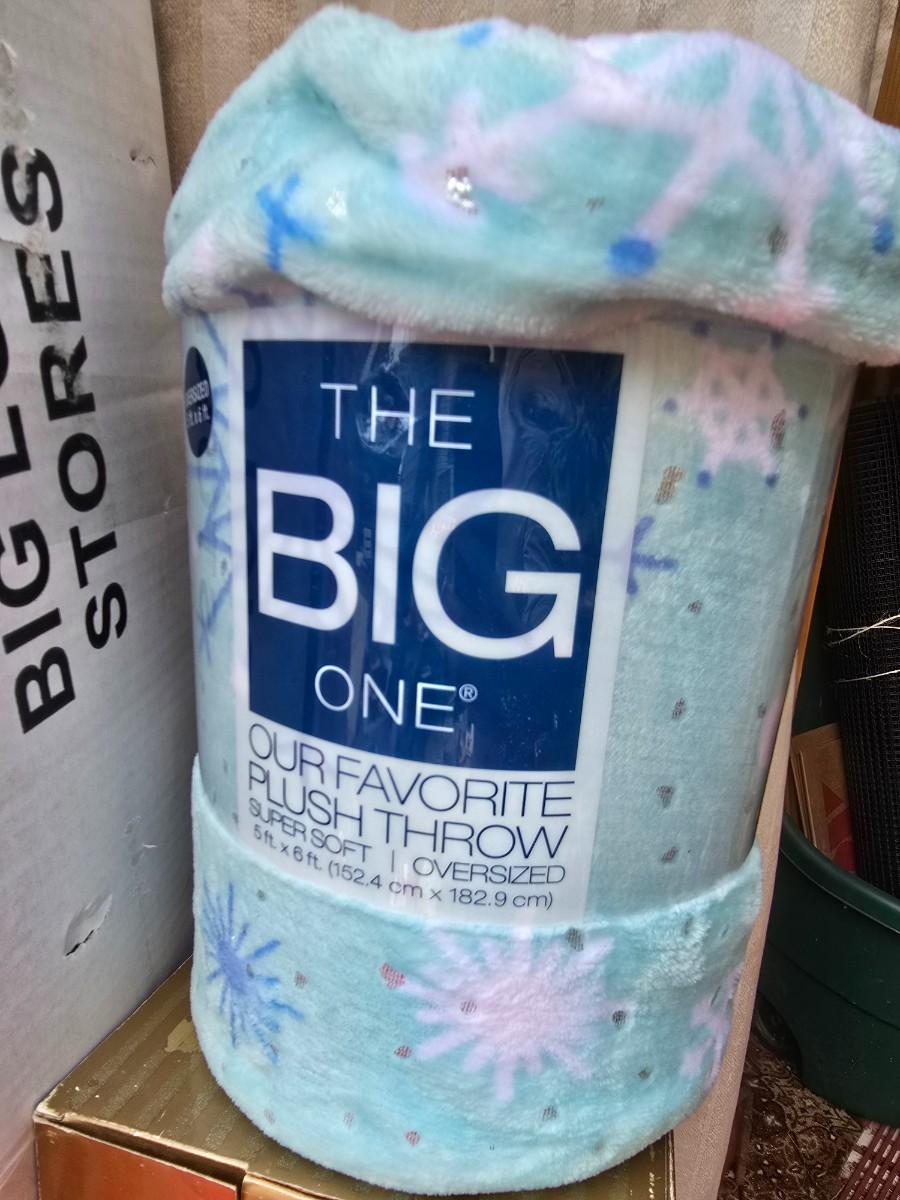 THE
BIG
ONE®
OUR FAVORITE
PLUSH THROW
SUPER SOFT | OVERSIZED
5 ft. x 6 ft. (152.4 cm x 182.9 cm)
BIG
STORES